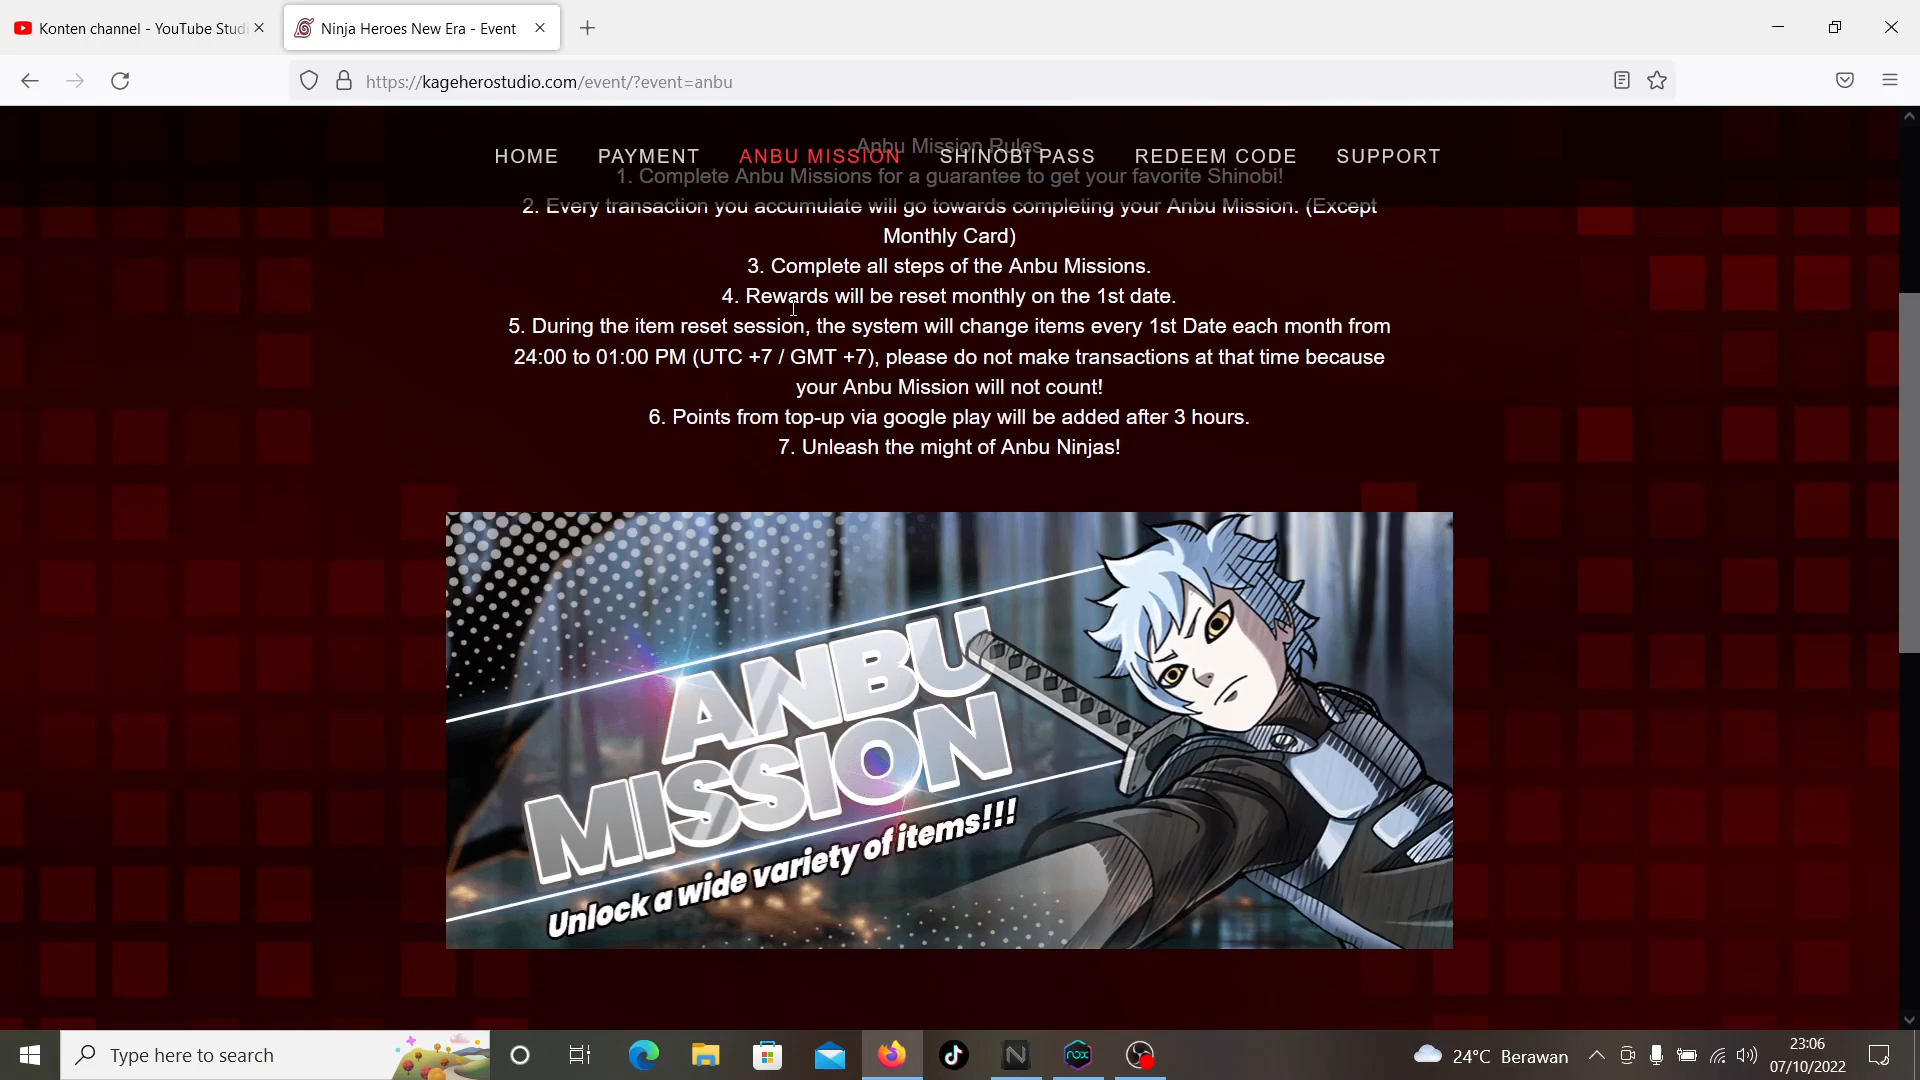 Konten channel - YouTube Studi
Ninja Heroes New Era - Event
https://kageherostudio.com/event/?event=anbu
HOME PAYMENT ANBU MISSION SHINOBI PASS REDEEM CODE SUPPORT
Anbu Mission Rules
1. Complete Anbu Missions for a guarantee to get your favorite Shinobi!
2. Every transaction you accumulate will go towards completing your Anbu Mission. (Except
Monthly Card)
3. Complete all steps of the Anbu Missions.
4. Rewards will be reset monthly on the 1st date.
5. During the item reset session, the system will change items every 1st Date each month from
24:00 to 01:00 PM (UTC +7 / GMT +7), please do not make transactions at that time because
your Anbu Mission will not count!
6. Points from top-up via google play will be added after 3 hours.
7. Unleash the might of Anbu Ninjas!
ANBU
MISSION
Unlock a wide variety of items!!!
Type here to search
N
nox
24°C Berawan
23:06
07/10/2022